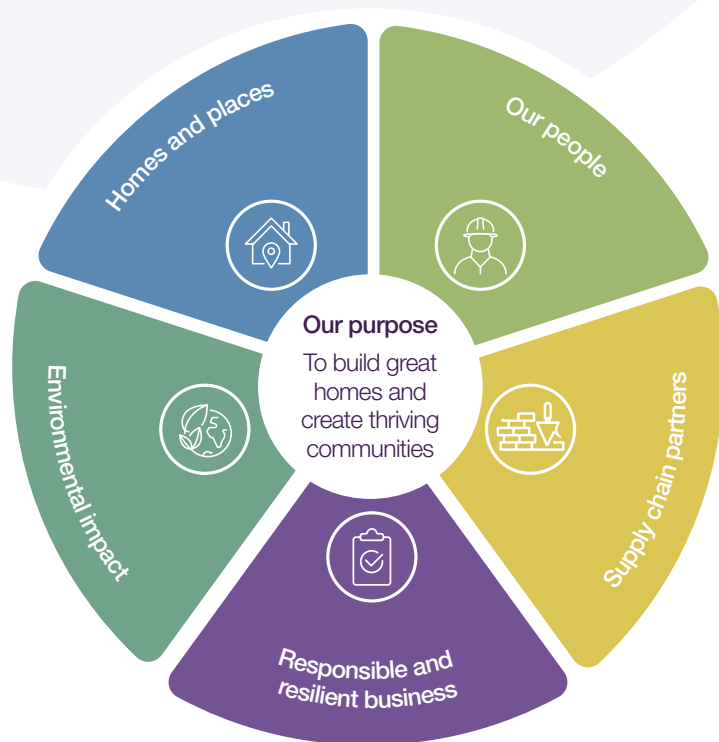 Homes and places
Our people
Our purpose
To build great
homes and
create thriving
communities
Environmental impact
Supply chain partners
Responsible and
resilient business